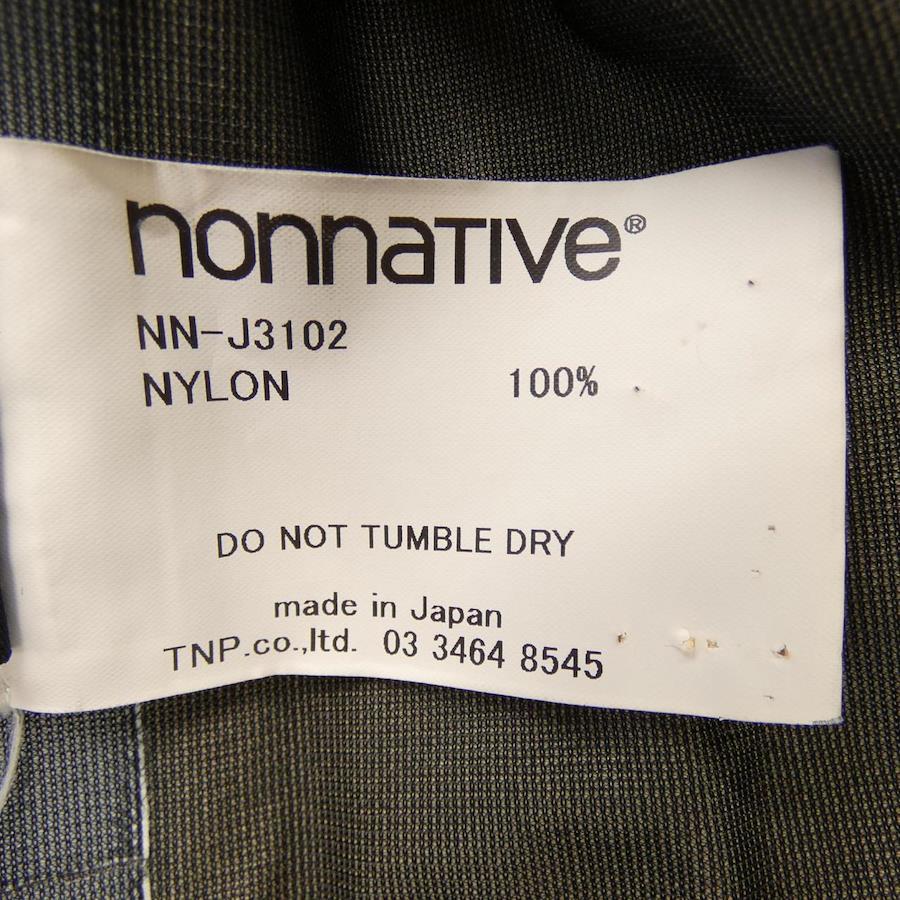 nonnative®
NN-J3102
NYLON 100%
DO NOT TUMBLE DRY
made in Japan
TNP.co.,ltd. 03 3464 8545